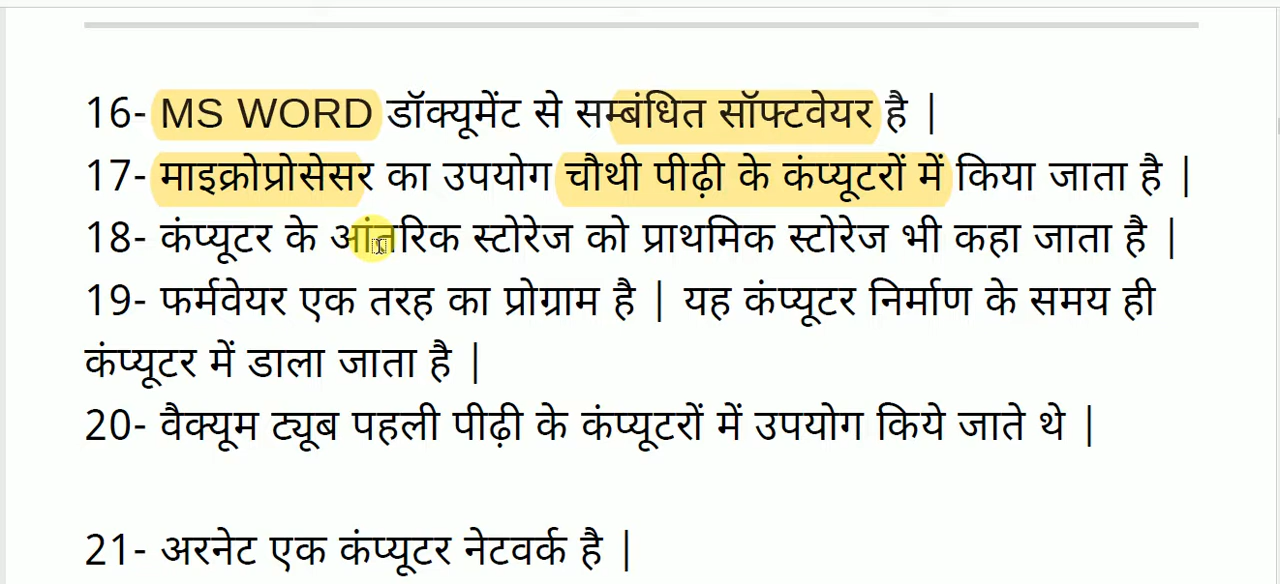 16- MS WORD डॉक्यूमेंट से सम्बंधित सॉफ्टवेयर है |
17- माइक्रोप्रोसेसर का उपयोग चौथी पीढ़ी के कंप्यूटरों में किया जाता है |
18- कंप्यूटर के आंतरिक स्टोरेज को प्राथमिक स्टोरेज भी कहा जाता है |
19- फर्मवेयर एक तरह का प्रोग्राम है | यह कंप्यूटर निर्माण के समय ही
कंप्यूटर में डाला जाता है |
20- वैक्यूम ट्यूब पहली पीढ़ी के कंप्यूटरों में उपयोग किये जाते थे |
21- अरनेट एक कंप्यूटर नेटवर्क है |